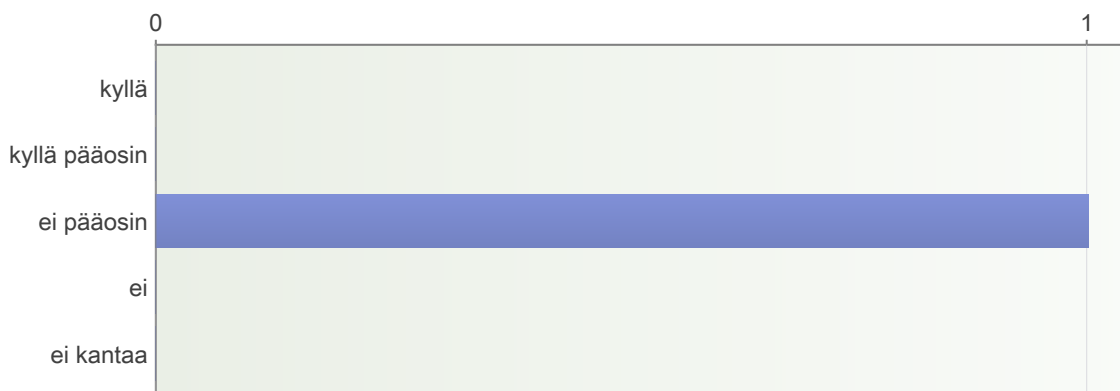 0 1
kyllä
kyllä pääosin
ei pääosin
ei
ei kantaa